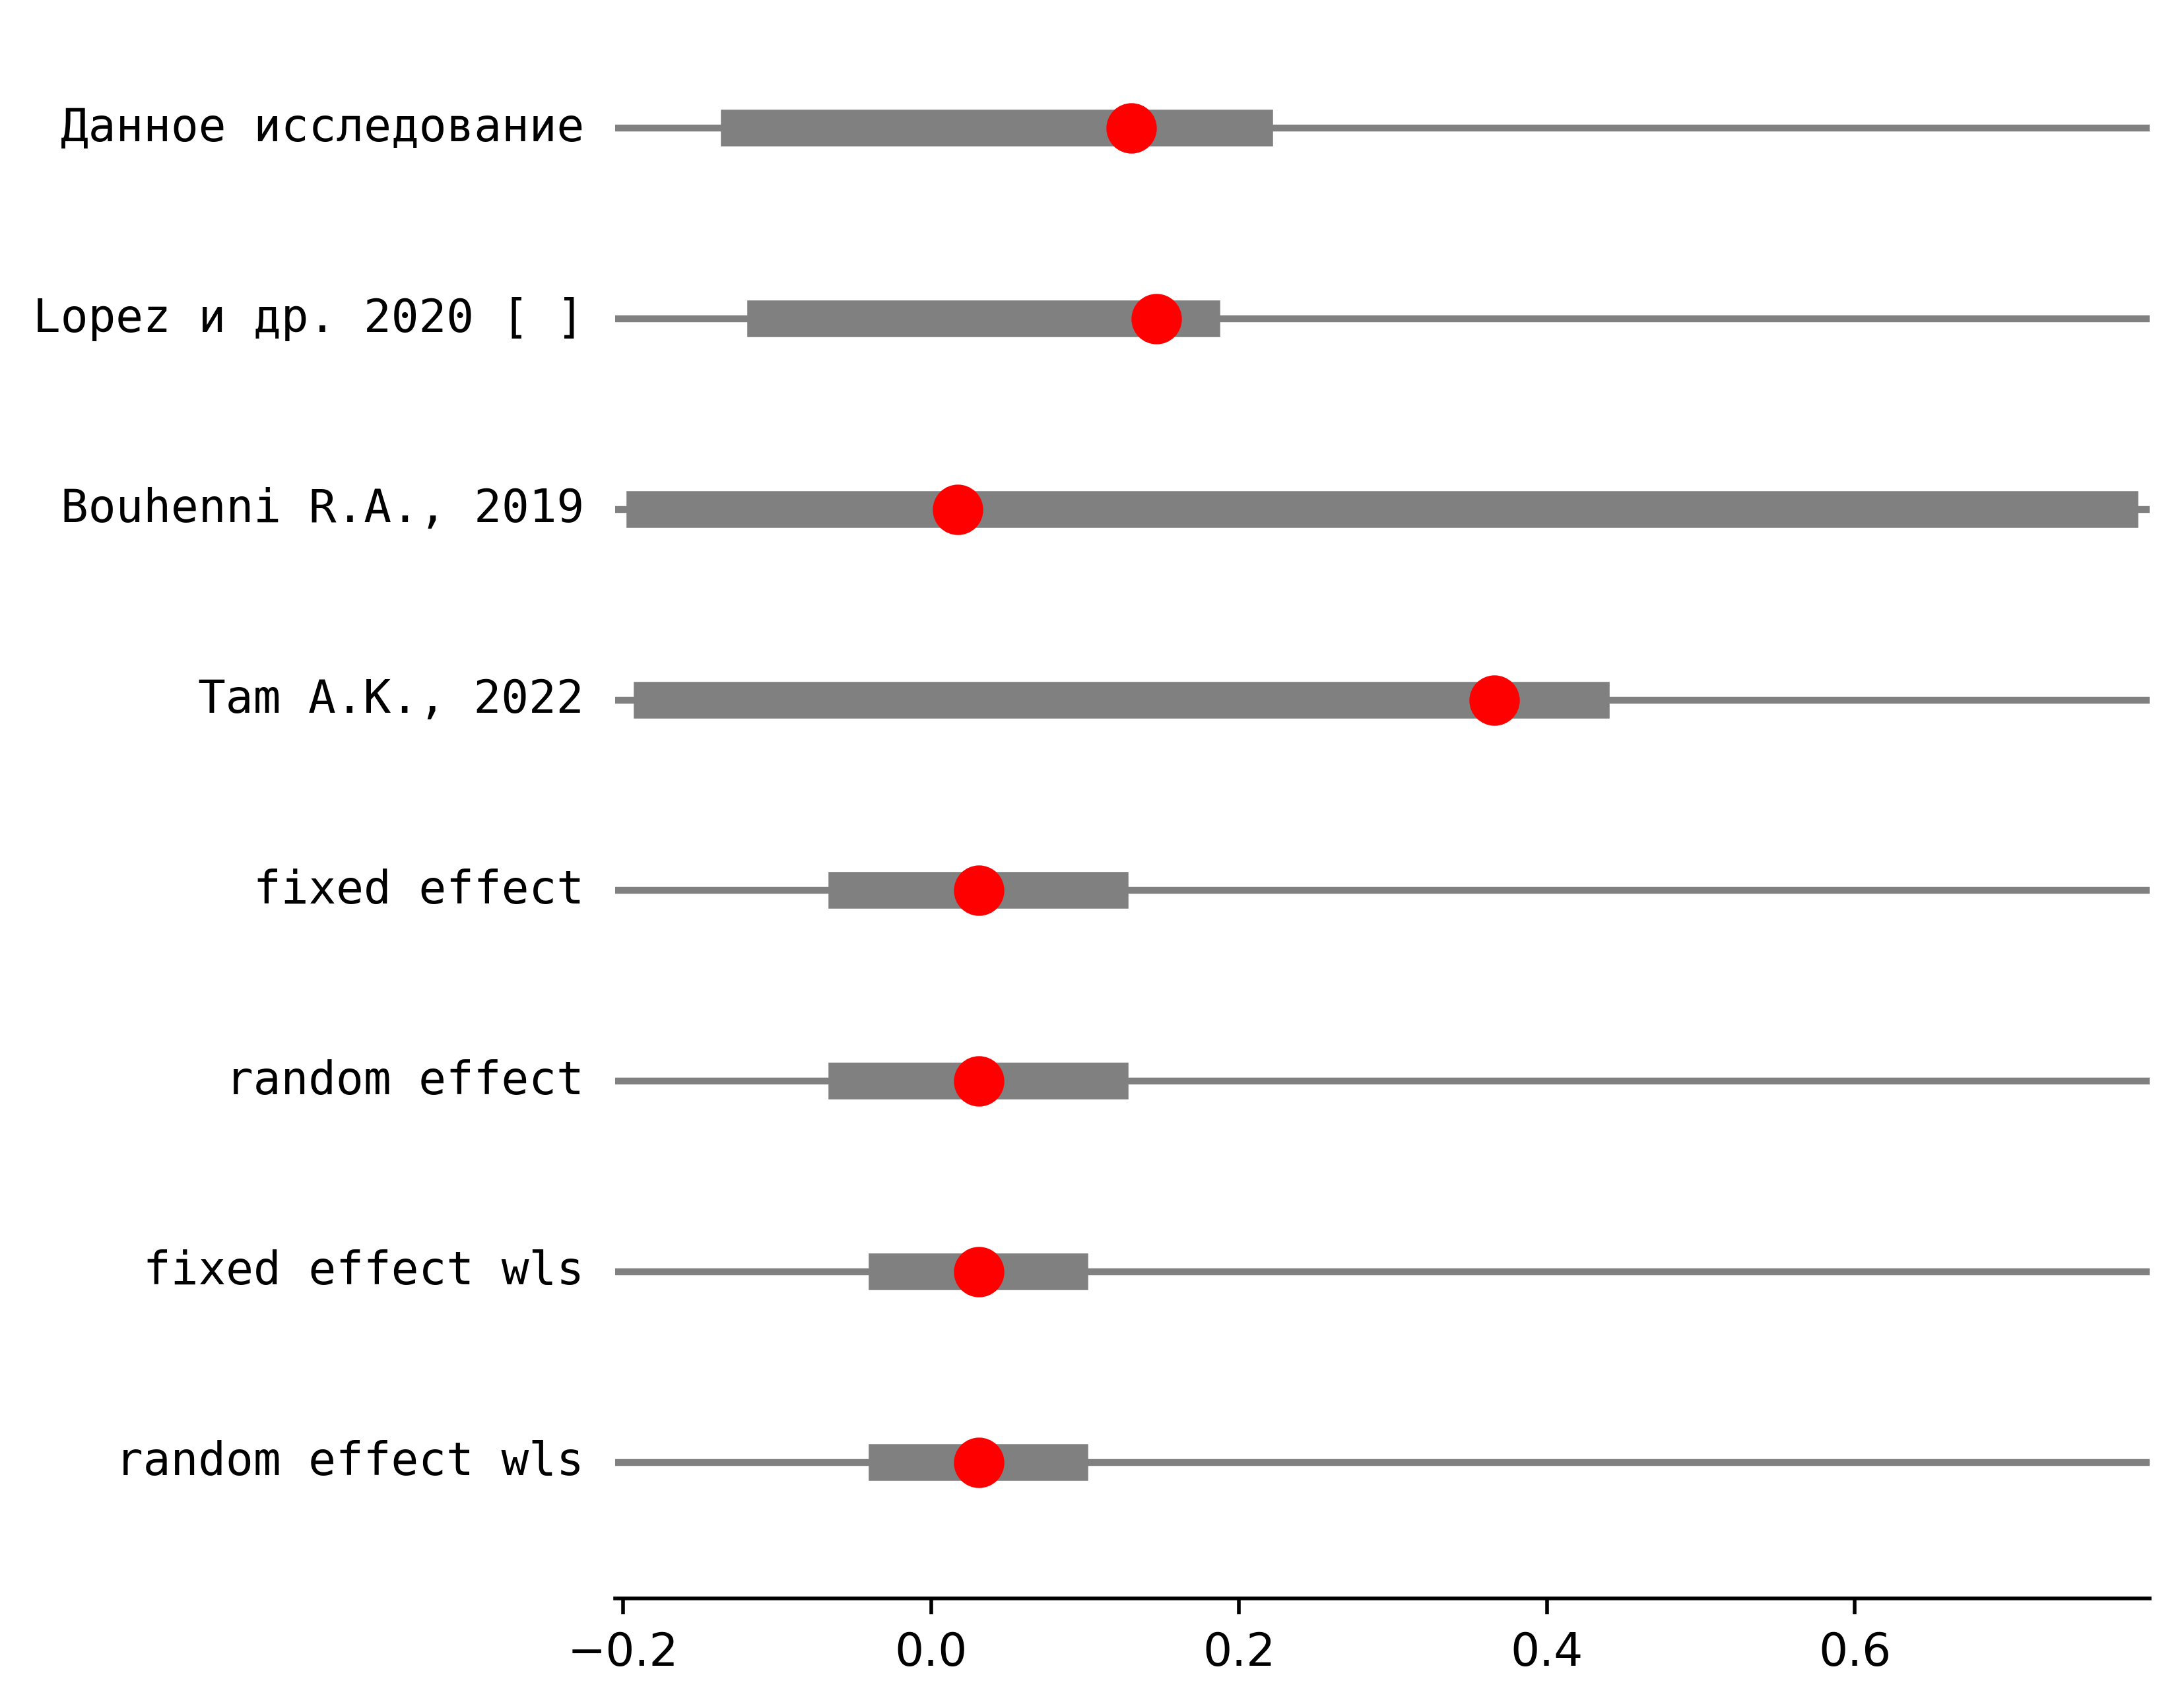 Данное исследование
Lopez и др. 2020 [ ]
Bouhenni R.A., 2019
Tam A.K., 2022
fixed effect
random effect
fixed effect wls
random effect wls
−0.2 0.0 0.2 0.4 0.6